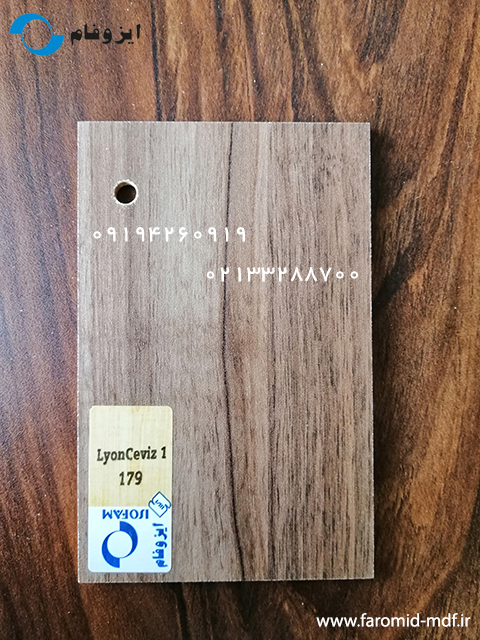 ایزوفام
۰۹۱۹۴۲۶۰۹۱۹
۰۲۱۳۳۲۸۸۷۰۰
LyonCeviz 1
179
ISOFAM
ایزوفام
www.faromid-mdf.ir